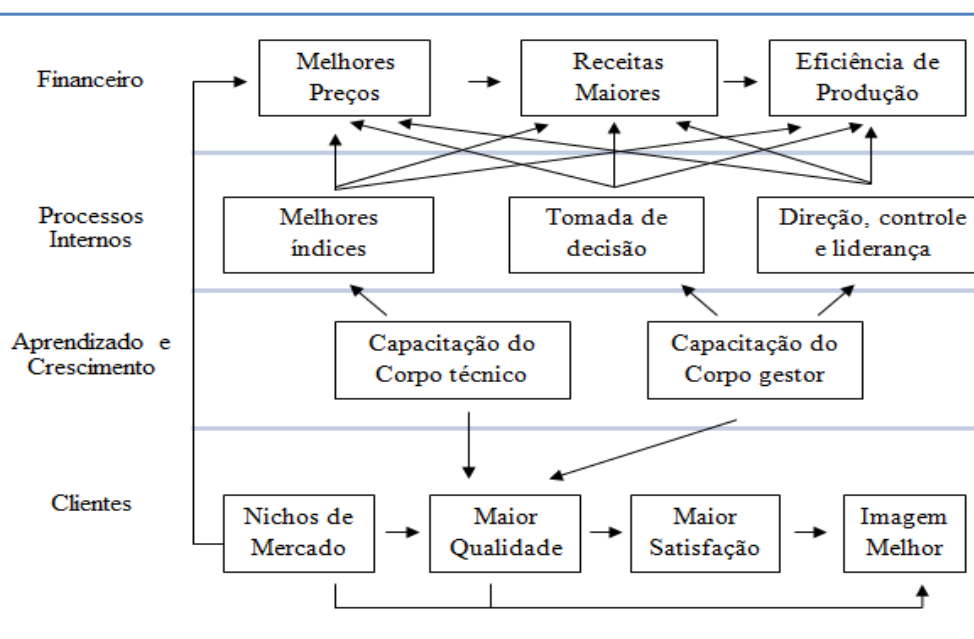 Financeiro
Melhores
Preços
Receitas
Maiores
Eficiência de
Produção
Processos
Internos
Melhores
índices
Tomada de
decisão
Direção, controle
e liderança
Aprendizado e
Crescimento
Capacitação do
Corpo técnico
Capacitação do
Corpo gestor
Clientes
Nichos de
Mercado
Maior
Qualidade
Maior
Satisfação
Imagem
Melhor